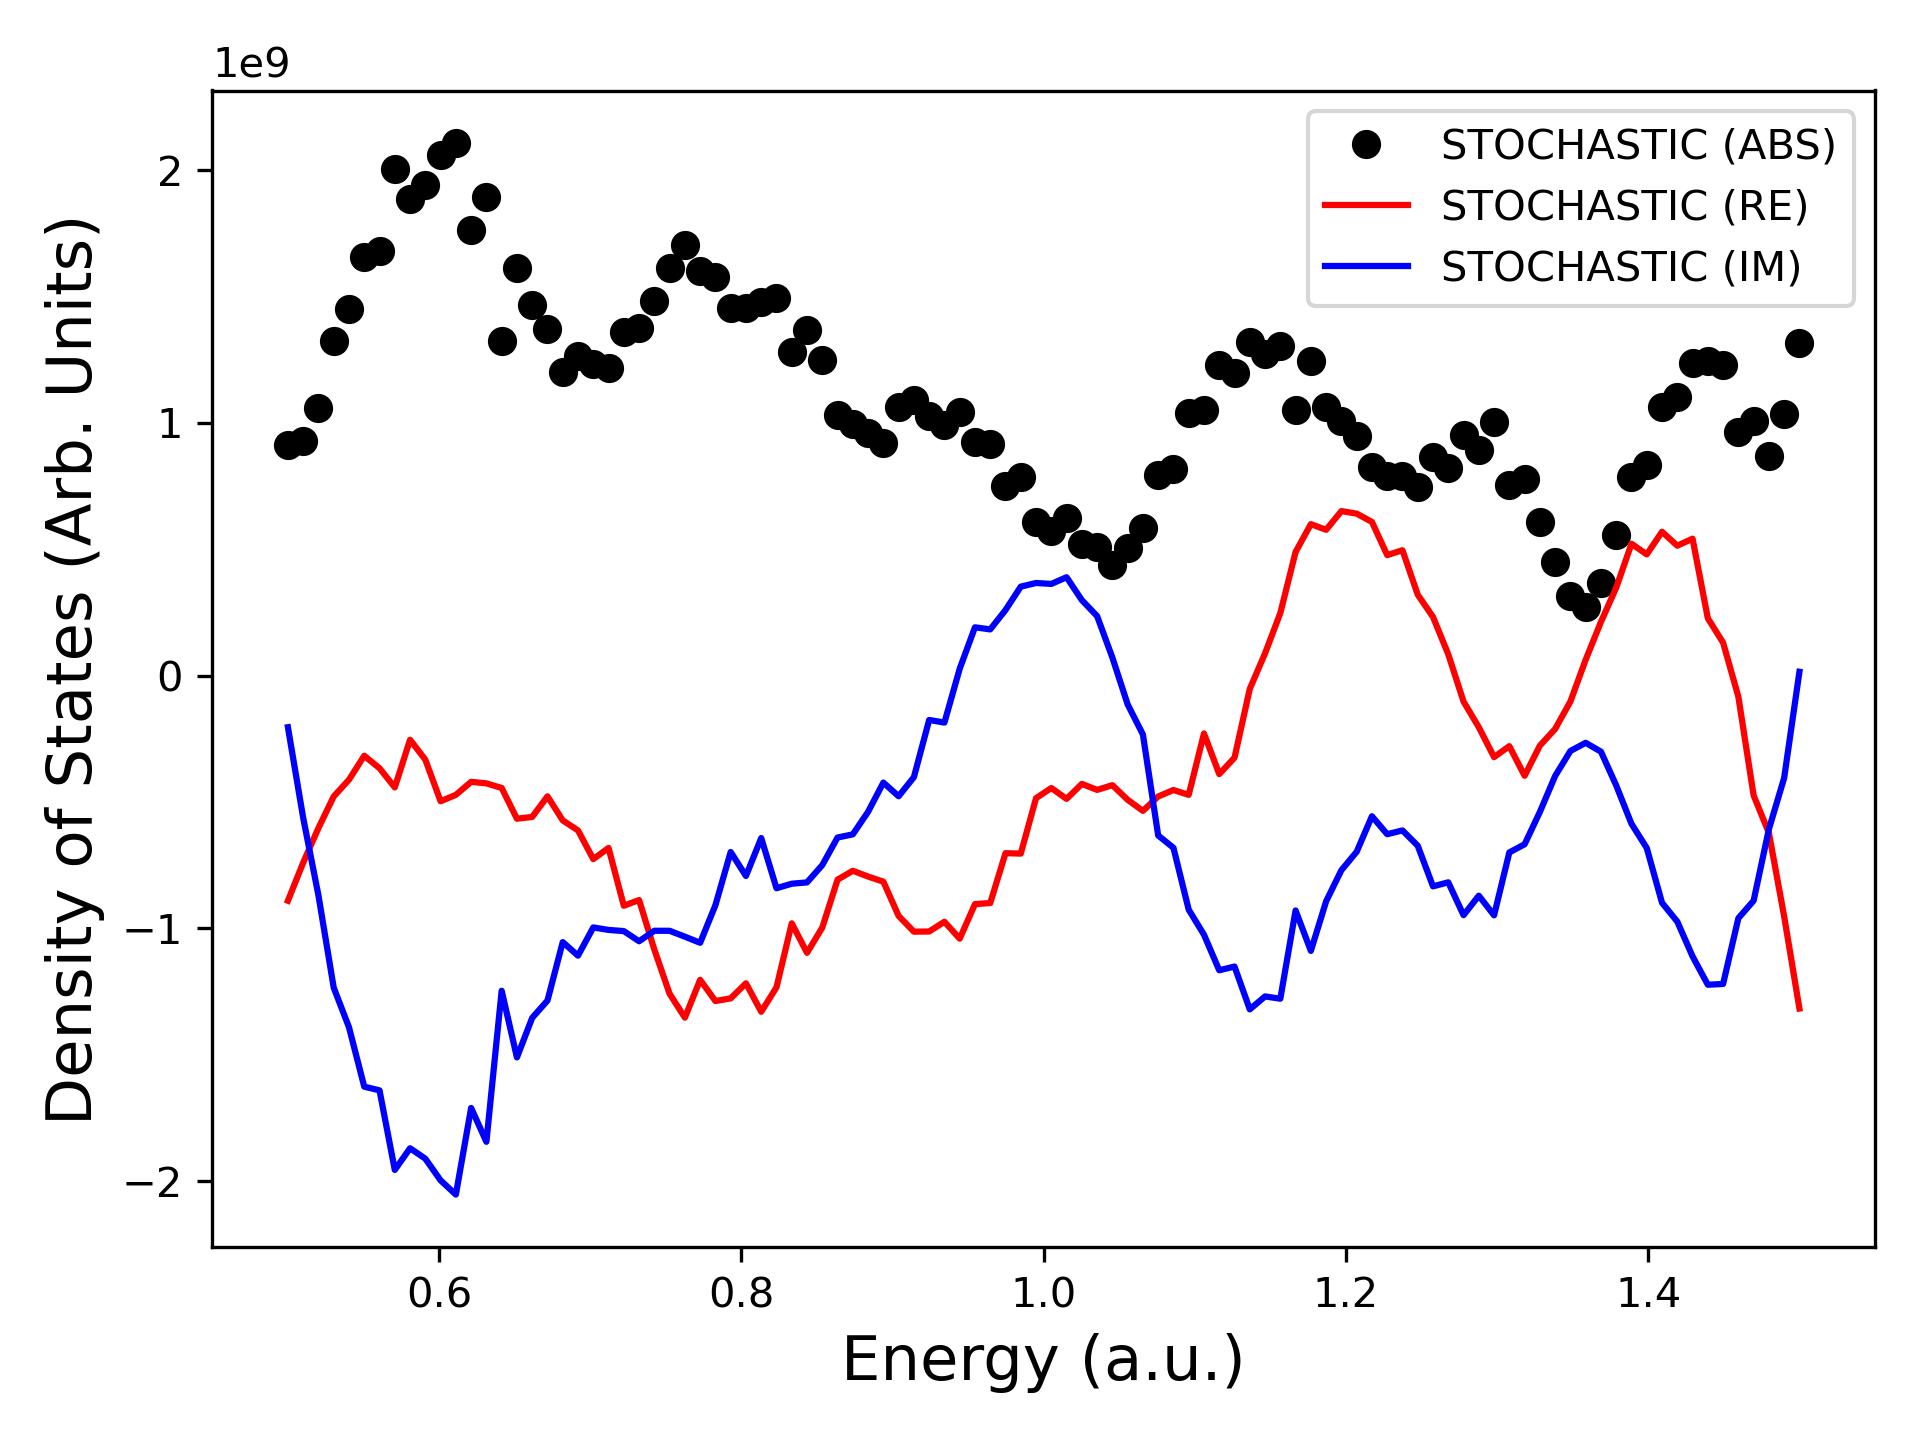 1e9
Density of States (Arb. Units)
2
1
0
−1
−2
STOCHASTIC (ABS)
STOCHASTIC (RE)
STOCHASTIC (IM)
0.6 0.8 1.0 1.2 1.4
Energy (a.u.)